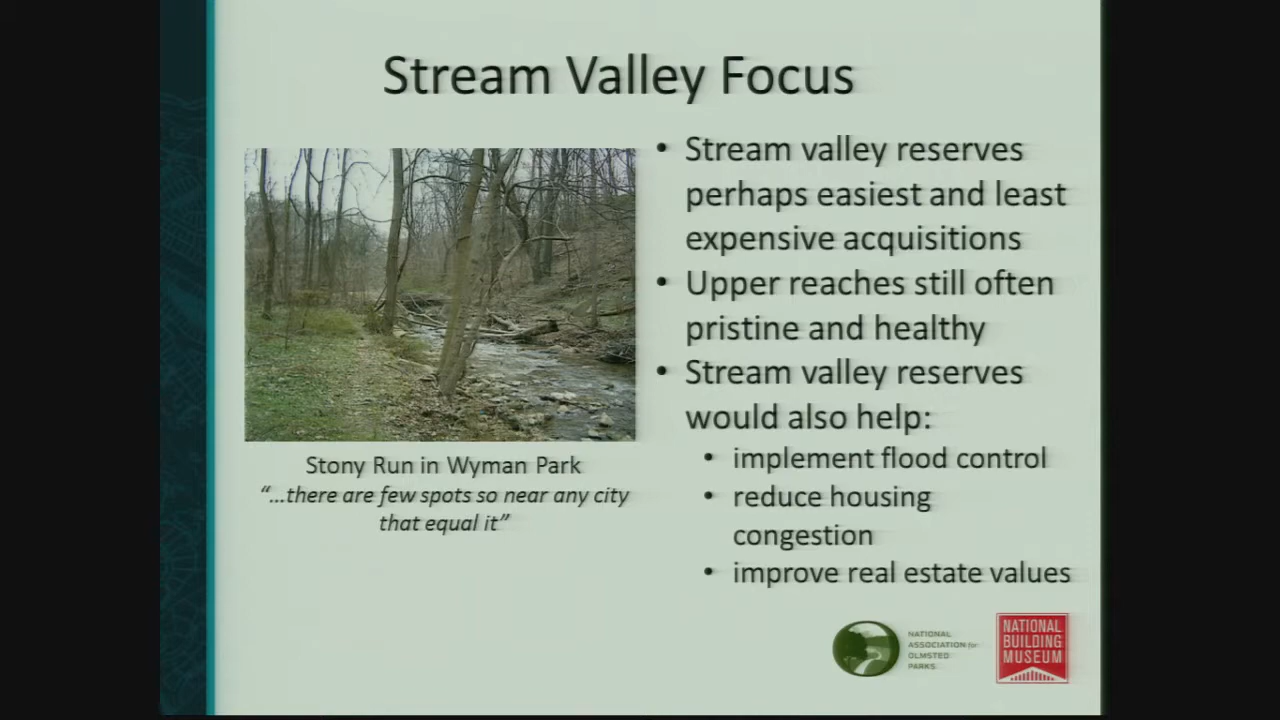 Stream Valley Focus
• Stream valley reserves
perhaps easiest and least
expensive acquisitions
• Upper reaches still often
pristine and healthy
• Stream valley reserves
would also help:
• implement flood control
• reduce housing
congestion
• improve real estate values
Stony Run in Wyman Park
“...there are few spots so near any city
that equal it”
NATIONAL
ASSOCIATION for
OLMSTED
PARKS
NATIONAL
BUILDING
MUSEUM